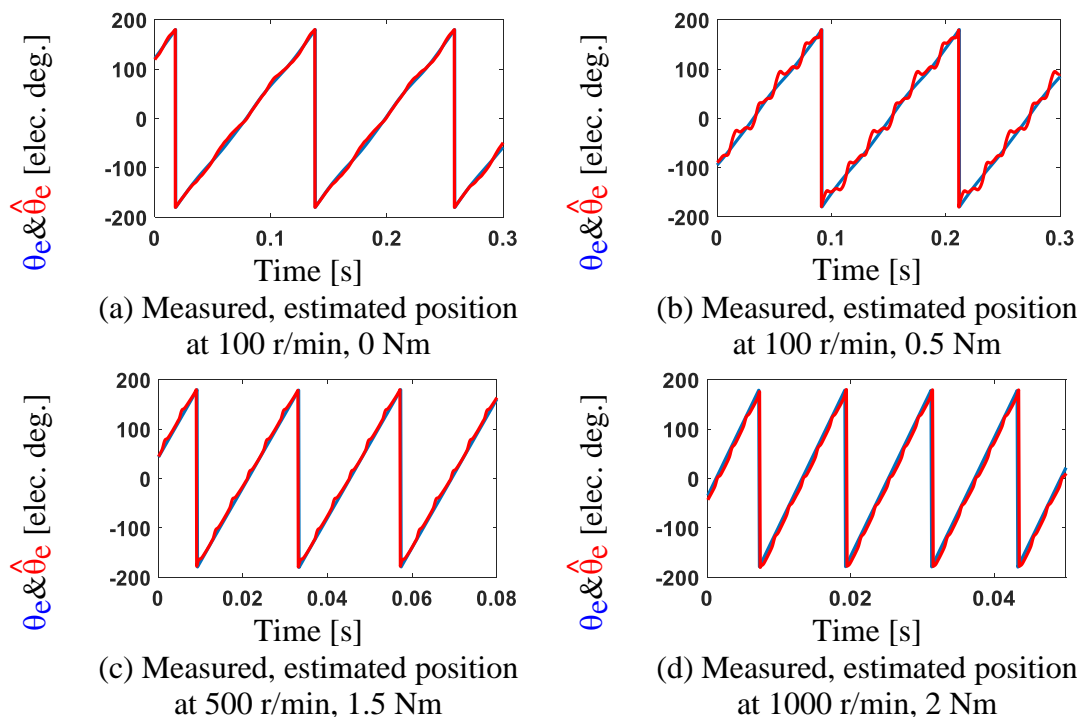 200
100
0
-100
-200
θe&θ̂e [elec. deg.]
0 0.1 0.2 0.3
Time [s]
(a) Measured, estimated position
at 100 r/min, 0 Nm
200
100
0
-100
-200
θe&θ̂e [elec. deg.]
0 0.1 0.2 0.3
Time [s]
(b) Measured, estimated position
at 100 r/min, 0.5 Nm
200
100
0
-100
-200
θe&θ̂e [elec. deg.]
0 0.02 0.04 0.06 0.08
Time [s]
(c) Measured, estimated position
at 500 r/min, 1.5 Nm
200
100
0
-100
-200
θe&θ̂e [elec. deg.]
0 0.02 0.04
Time [s]
(d) Measured, estimated position
at 1000 r/min, 2 Nm